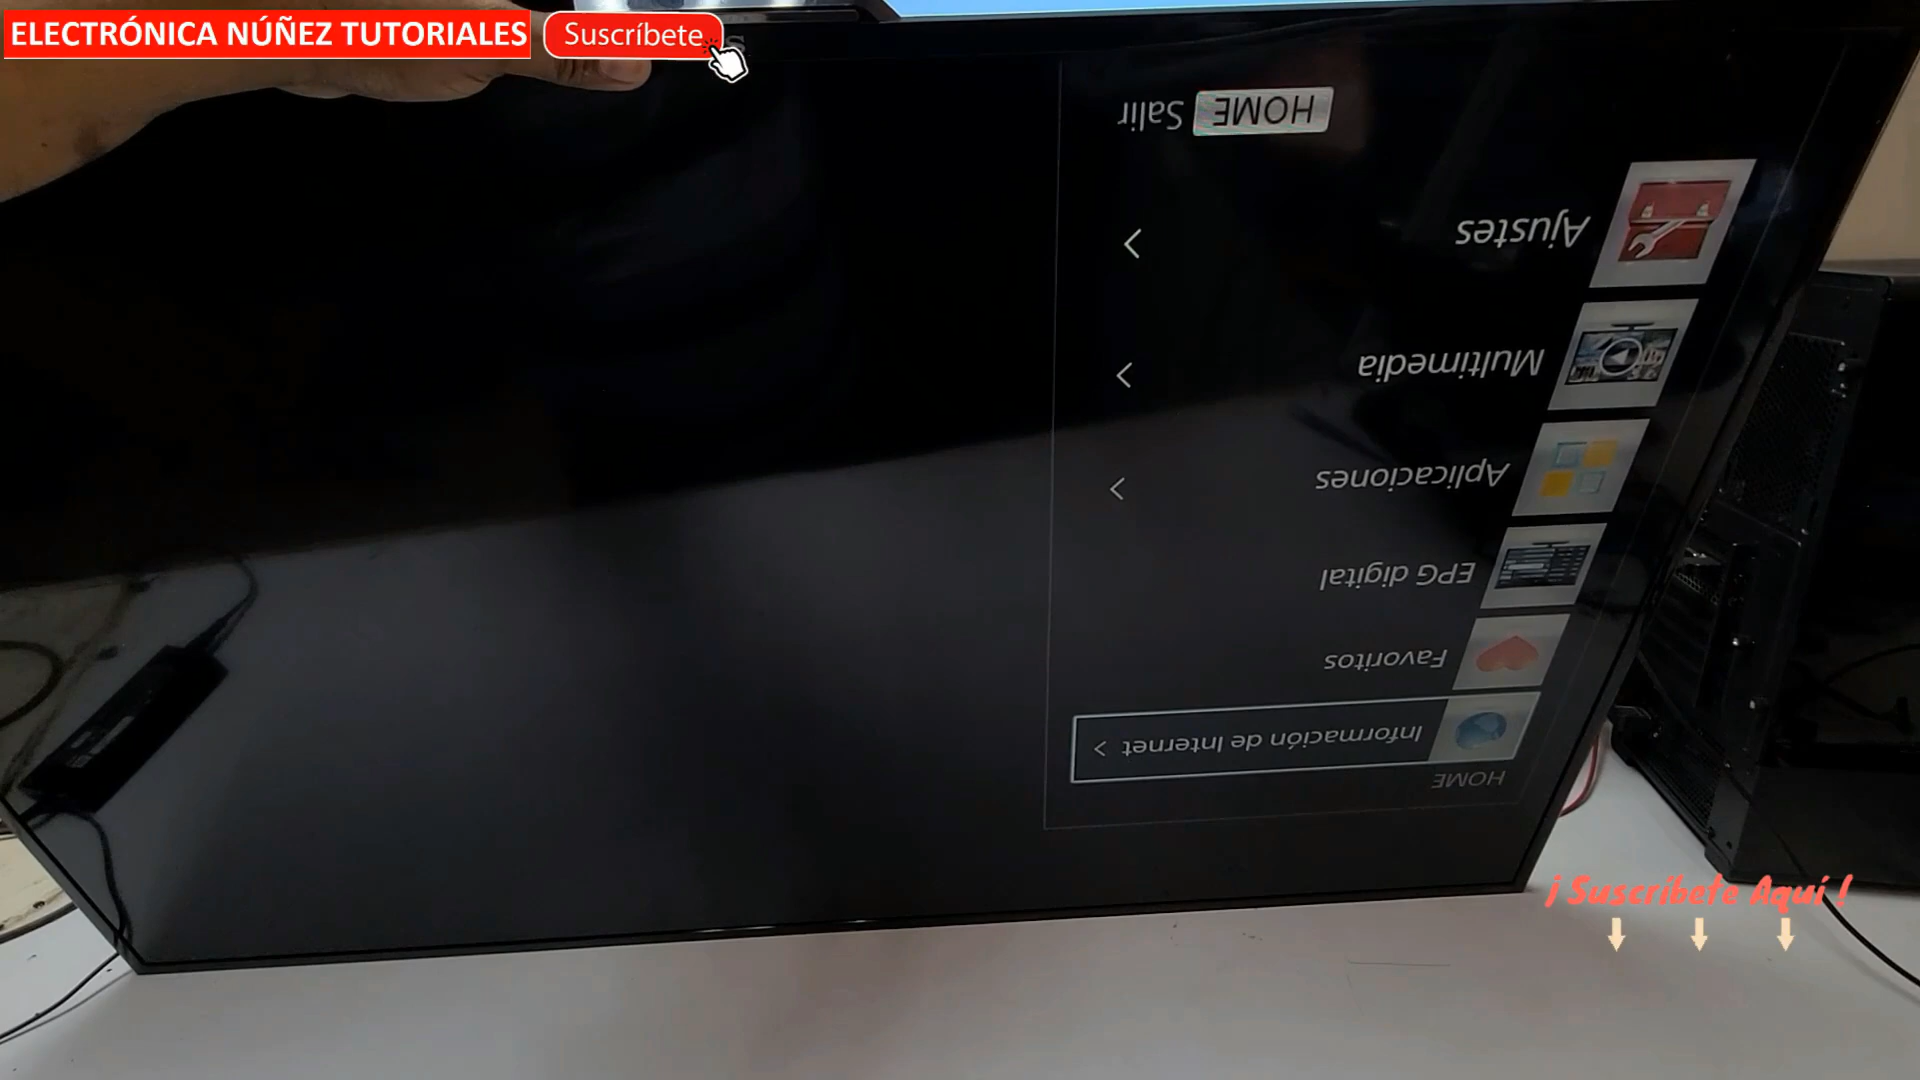 ELECTRÓNICA NÚÑEZ TUTORIALES
Suscríbete
HOME
Información de Internet >
Favoritos
EPG digital
Aplicaciones
Multimedia
Ajustes
HOME Salir
¡ Suscríbete Aquí !